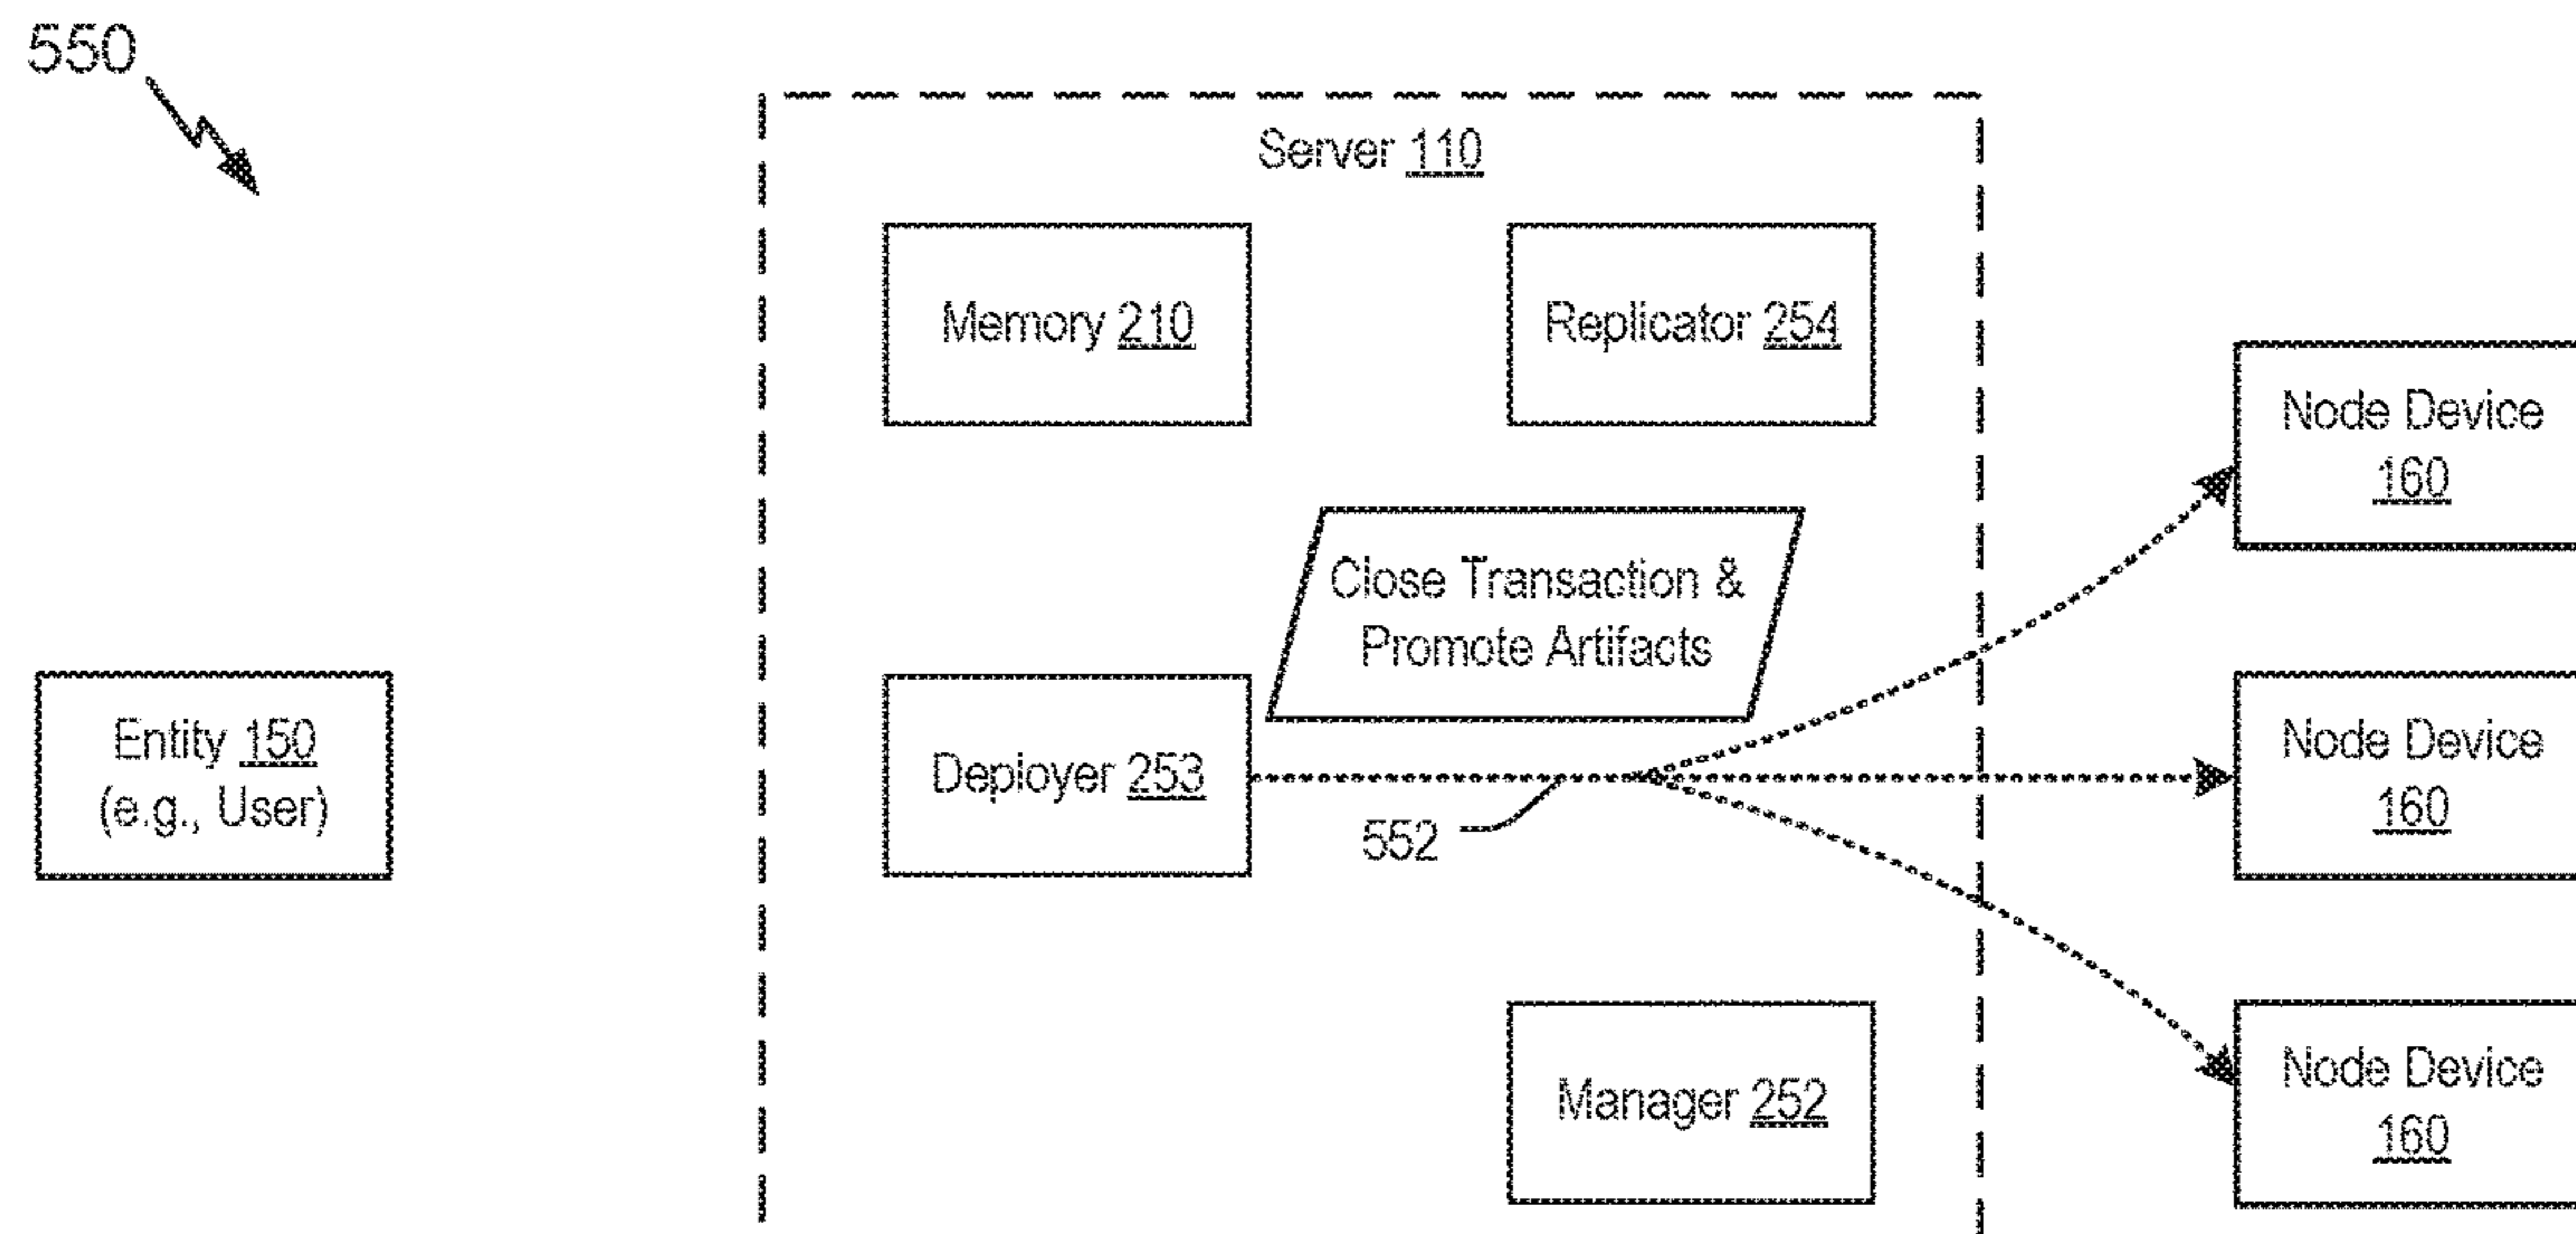 550
Server 110
Memory 210
Replicator 254
Node Device
160
Close Transaction &
Promote Artifacts
Entity 150
(e.g., User)
Deployer 253
552
Node Device
160
Manager 252
Node Device
160